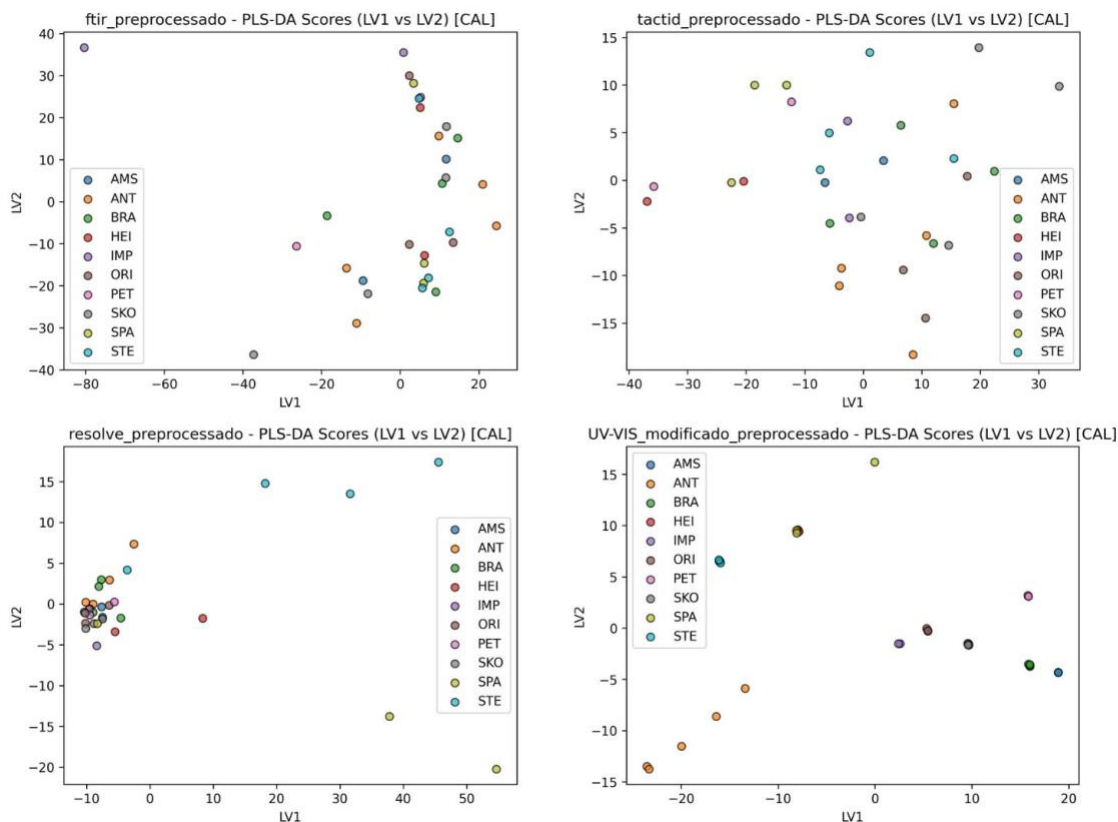 ftir_preprocessado - PLS-DA Scores (LV1 vs LV2) [CAL]
40
30
20
10
0
−10
−20
−30
−40
LV2
AMS
ANT
BRA
HEI
IMP
ORI
PET
SKO
SPA
STE
−80
−60
−40
−20
0
20
LV1
tactid_preprocessado - PLS-DA Scores (LV1 vs LV2) [CAL]
15
10
5
0
−5
−10
−15
LV2
AMS
ANT
BRA
HEI
IMP
ORI
PET
SKO
SPA
STE
−40
−30
−20
−10
0
10
20
30
LV1
resolve_preprocessado - PLS-DA Scores (LV1 vs LV2) [CAL]
15
10
5
0
−5
−10
−15
−20
LV2
AMS
ANT
BRA
HEI
IMP
ORI
PET
SKO
SPA
STE
−10
0
10
20
30
40
50
LV1
UV-VIS_modificado_preprocessado - PLS-DA Scores (LV1 vs LV2) [CAL]
15
10
5
0
−5
−10
−15
LV2
AMS
ANT
BRA
HEI
IMP
ORI
PET
SKO
SPA
STE
−20
−10
0
10
20
LV1